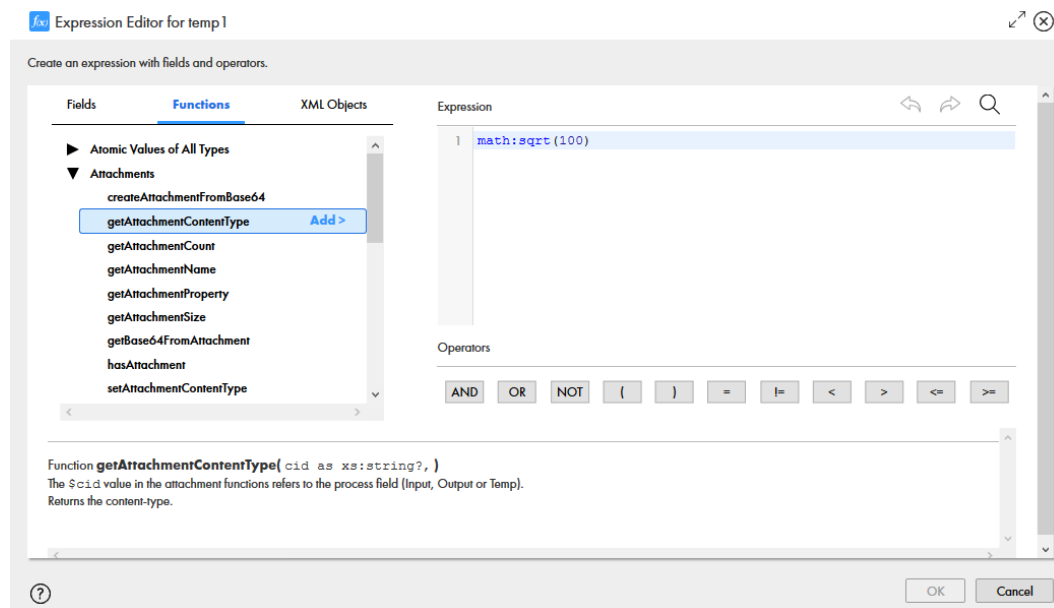 f(x) Expression Editor for temp1
Create an expression with fields and operators.
Fields Functions XML Objects
Atomic Values of All Types
Attachments
createAttachmentFromBase64
getAttachmentContentType Add >
getAttachmentCount
getAttachmentName
getAttachmentProperty
getAttachmentSize
getBase64FromAttachment
hasAttachment
setAttachmentContentType
Expression
1 math:sqrt(100)
Operators
AND OR NOT ( ) = != < > <= >=
Function getAttachmentContentType( cid as xs:string?, )
The $cid value in the attachment functions refers to the process field (Input, Output or Temp).
Returns the content-type.
? OK Cancel